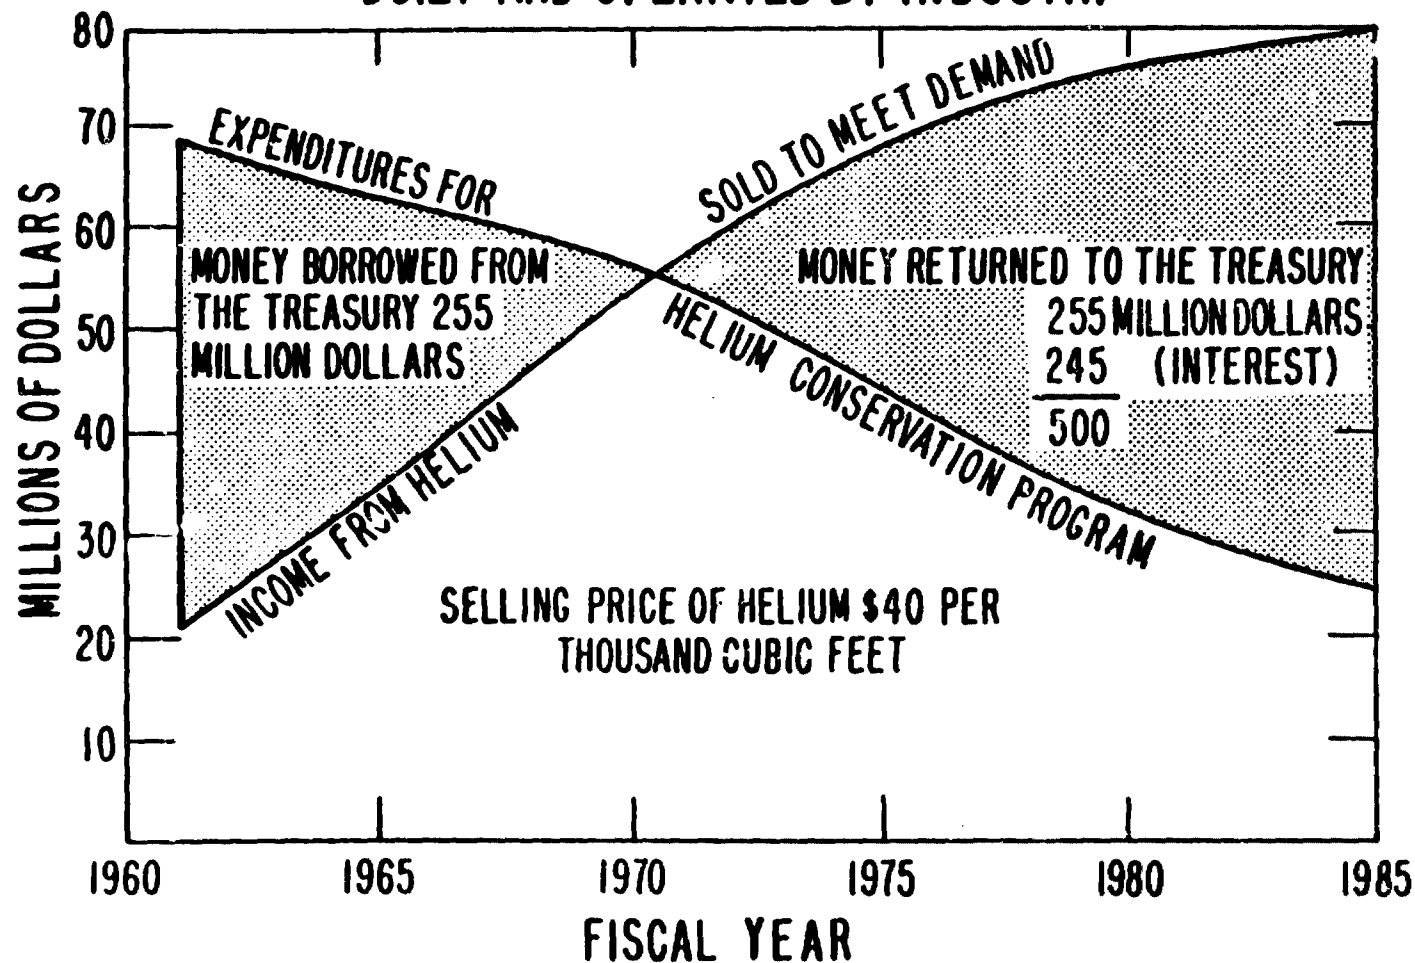 80
70
60
50
40
30
20
10
MILLIONS OF DOLLARS
EXPENDITURES FOR
HELIUM CONSERVATION PROGRAM
INCOME FROM HELIUM
SOLD TO MEET DEMAND
MONEY BORROWED FROM
THE TREASURY 255
MILLION DOLLARS
MONEY RETURNED TO THE TREASURY
255 MILLION DOLLARS
245 (INTEREST)
500
SELLING PRICE OF HELIUM $40 PER
THOUSAND CUBIC FEET
1960 1965 1970 1975 1980 1985
FISCAL YEAR